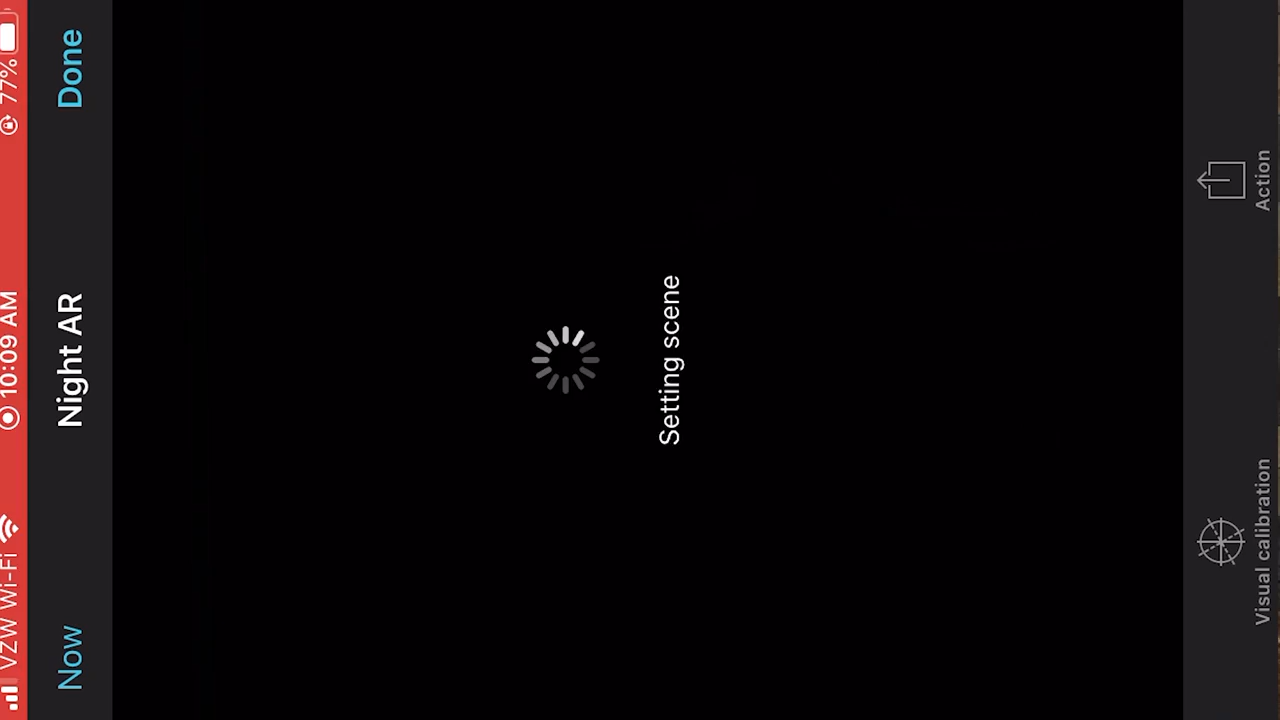 VZW Wi-Fi 10:09 AM 77%
Now Night AR Done
Setting scene
Visual calibration Action